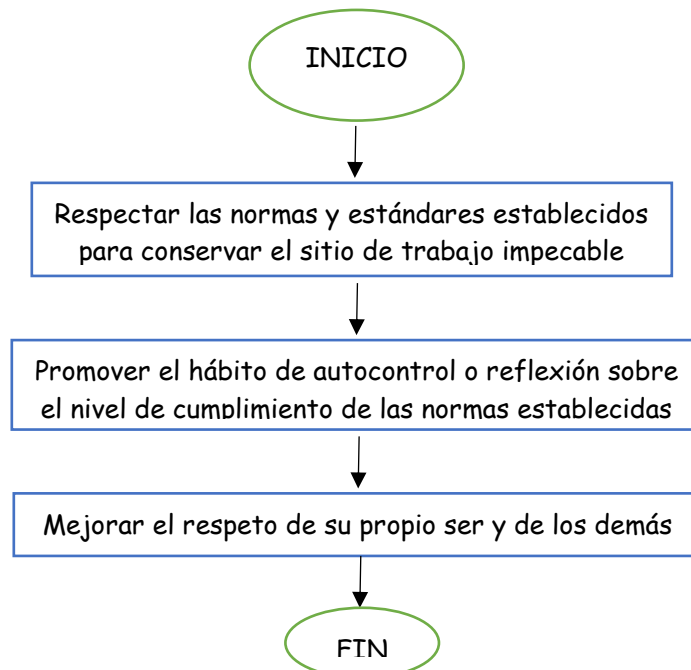 INICIO
Respectar las normas y estándares establecidos
para conservar el sitio de trabajo impecable
Promover el hábito de autocontrol o reflexión sobre
el nivel de cumplimiento de las normas establecidas
Mejorar el respeto de su propio ser y de los demás
FIN